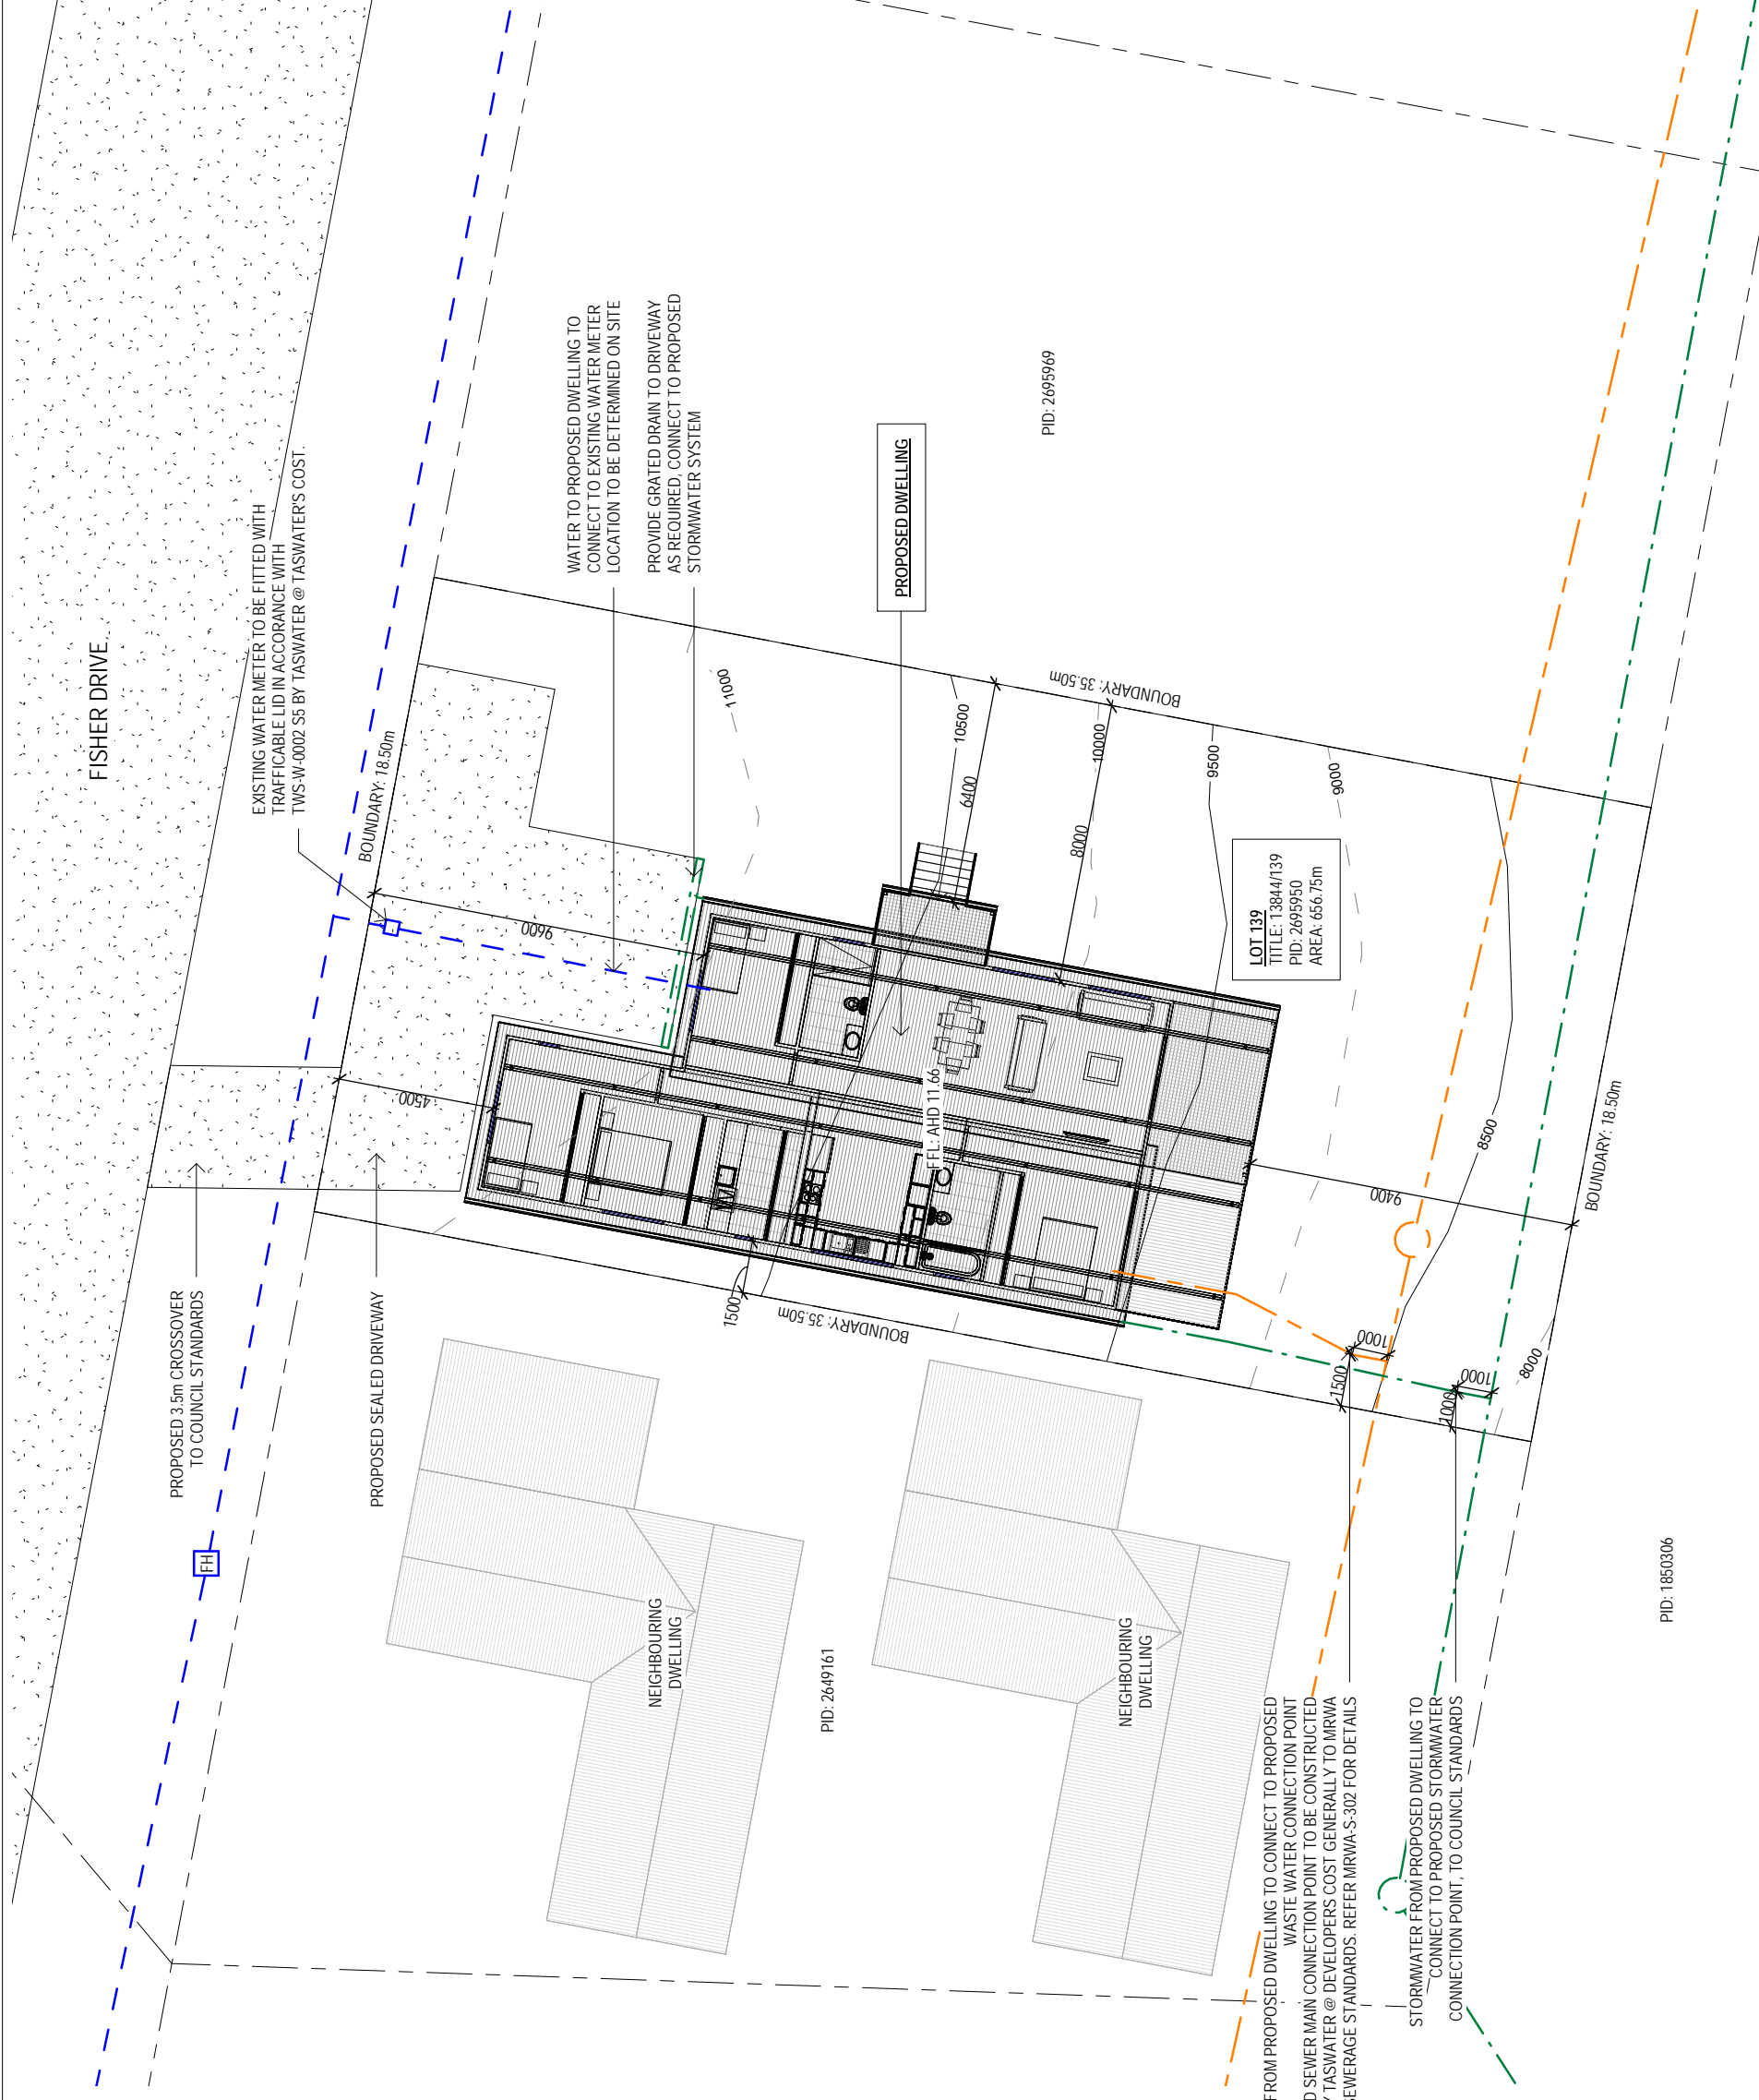 FISHER DRIVE
EXISTING WATER METER TO BE FITTED WITH
TRAFFICABLE LID IN ACCORANCE WITH
TWS-W-0002 S5 BY TASWATER @ TASWATER'S COST.
BOUNDARY: 18.50m
WATER TO PROPOSED DWELLING TO
CONNECT TO EXISTING WATER METER
LOCATION TO BE DETERMINED ON SITE
PROVIDE GRATED DRAIN TO DRIVEWAY
AS REQUIRED, CONNECT TO PROPOSED
STORMWATER SYSTEM
PROPOSED DWELLING
PID: 2695969
PROPOSED 3.5m CROSSOVER
TO COUNCIL STANDARDS
PROPOSED SEALED DRIVEWAY
FH
4500
9600
11000
10500
6400
10000
8000
9500
9000
BOUNDARY: 35.50m
FFL: AHD 11.66
LOT 139
TITLE: 13844/139
PID: 2695950
AREA: 656.75m
1500
BOUNDARY: 35.50m
9400
8500
BOUNDARY: 18.50m
1500
1000
1000
1000
8000
NEIGHBOURING
DWELLING
PID: 2649161
NEIGHBOURING
DWELLING
FROM PROPOSED DWELLING TO CONNECT TO PROPOSED
WASTE WATER CONNECTION POINT
D SEWER MAIN CONNECTION POINT TO BE CONSTRUCTED
Y TASWATER @ DEVELOPERS COST GENERALLY TO MRWA
EWERAGE STANDARDS. REFER MRWA-S-302 FOR DETAILS
STORMWATER FROM PROPOSED DWELLING TO
CONNECT TO PROPOSED STORMWATER
CONNECTION POINT, TO COUNCIL STANDARDS
PID: 1850306